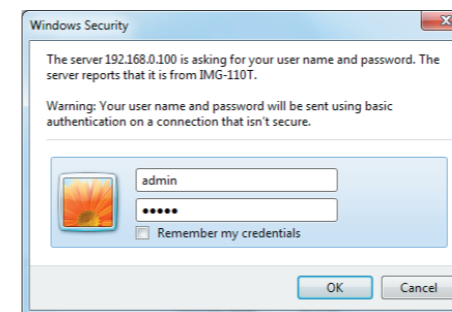 Windows Security
The server 192.168.0.100 is asking for your user name and password. The
server reports that it is from IMG-110T.
Warning: Your user name and password will be sent using basic
authentication on a connection that isn't secure.
admin
•••••
Remember my credentials
OK Cancel